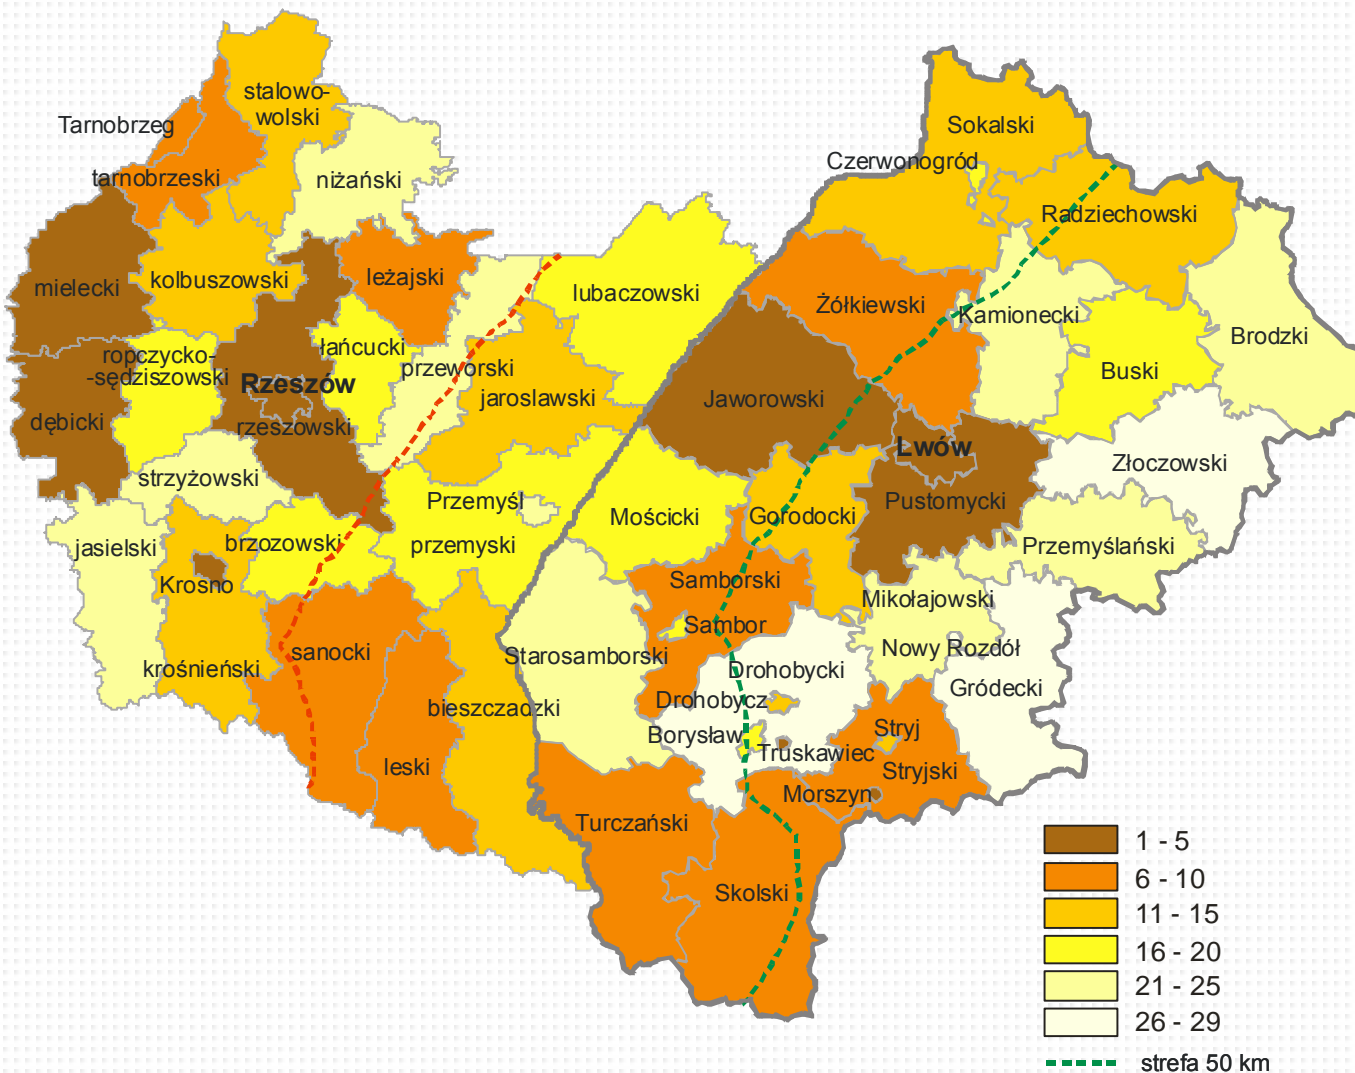 stalowo-
wolski
Tarnobrzeg
tarnobrzeski
niżański
mielecki
kolbuszowski
leżajski
lubaczowski
ropczycko-
-sędziszowski
łańcucki
przeworski
Rzeszów
jaroslawski
dębicki
rzeszowski
strzyżowski
Przemyśl
jasielski
brzozowski
przemyski
Krosno
krośnieński
sanocki
bieszczadzki
leski
Sokalski
Czerwonogród
Radziechowski
Żółkiewski
Kamionecki
Brodzki
Buski
Jaworowski
Lwów
Złoczowski
Pustomycki
Mościcki
Gorodocki
Przemyślański
Samborski
Mikołajowski
Sambor
Starosamborski
Nowy Rozdół
Drohobycki
Gródecki
Drohobycz
Borysław
Stryj
Truskawiec
Stryjski
Morszyn
Turczański
Skolski
1 - 5
6 - 10
11 - 15
16 - 20
21 - 25
26 - 29
strefa 50 km